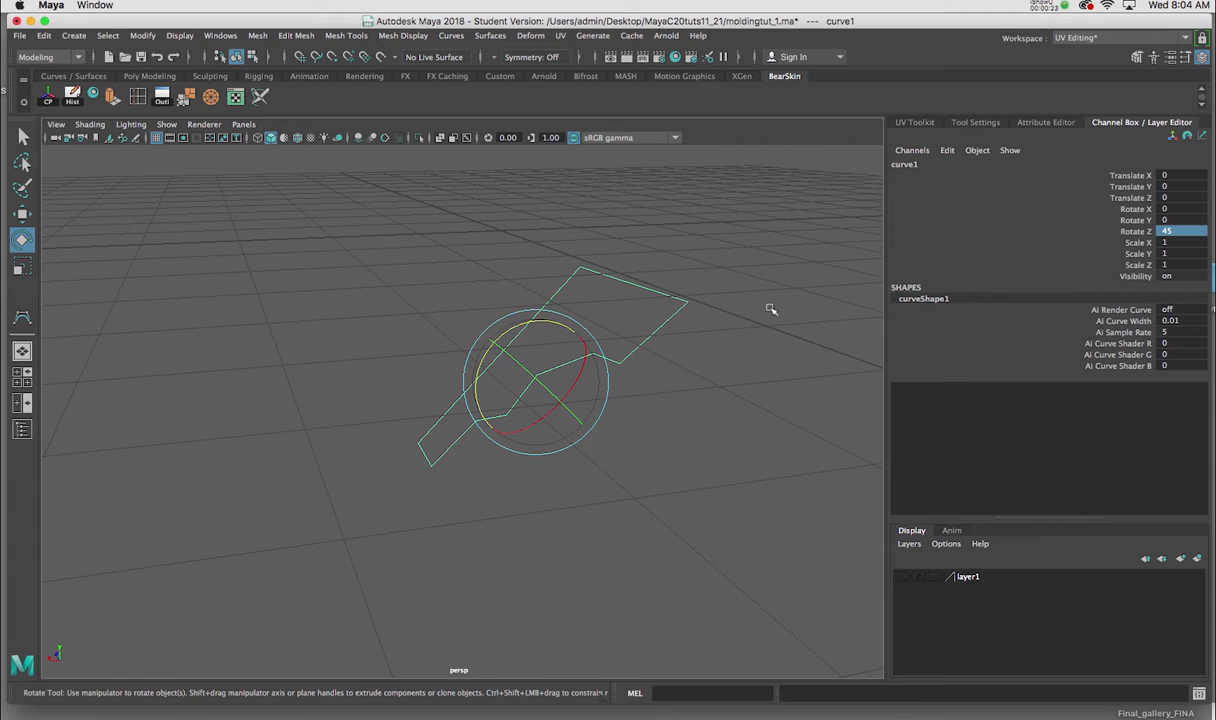 Maya Window
00:00:23
Wed 8:04 AM
Autodesk Maya 2018 - Student Version: /Users/admin/Desktop/MayaC20tuts11_21/moldingtut_1.ma* --- curve1
File Edit Create Select Modify Display Windows Mesh Edit Mesh Mesh Tools Mesh Display Curves Surfaces Deform UV Generate Cache Arnold Help
Workspace : UV Editing*
Modeling
No Live Surface
Symmetry: Off
Sign In
Curves / Surfaces Poly Modeling Sculpting Rigging Animation Rendering FX FX Caching Custom Arnold Bifrost MASH Motion Graphics XGen BearSkin
CP Hist Outl
View Shading Lighting Show Renderer Panels
0.00 1.00 sRGB gamma
UV Toolkit Tool Settings Attribute Editor Channel Box / Layer Editor
Channels Edit Object Show
curve1
Translate X 0
Translate Y 0
Translate Z 0
Rotate X 0
Rotate Y 0
Rotate Z 45
Scale X 1
Scale Y 1
Scale Z 1
Visibility on
SHAPES
curveShape1
Ai Render Curve off
Ai Curve Width 0.01
Ai Sample Rate 5
Ai Curve Shader R 0
Ai Curve Shader G 0
Ai Curve Shader B 0
Display Anim
Layers Options Help
layer1
persp
Rotate Tool: Use manipulator to rotate object(s). Shift+drag manipulator axis or plane handles to extrude components or clone objects. Ctrl+Shift+LMB+drag to constrain r
MEL
Final_gallery_FINA